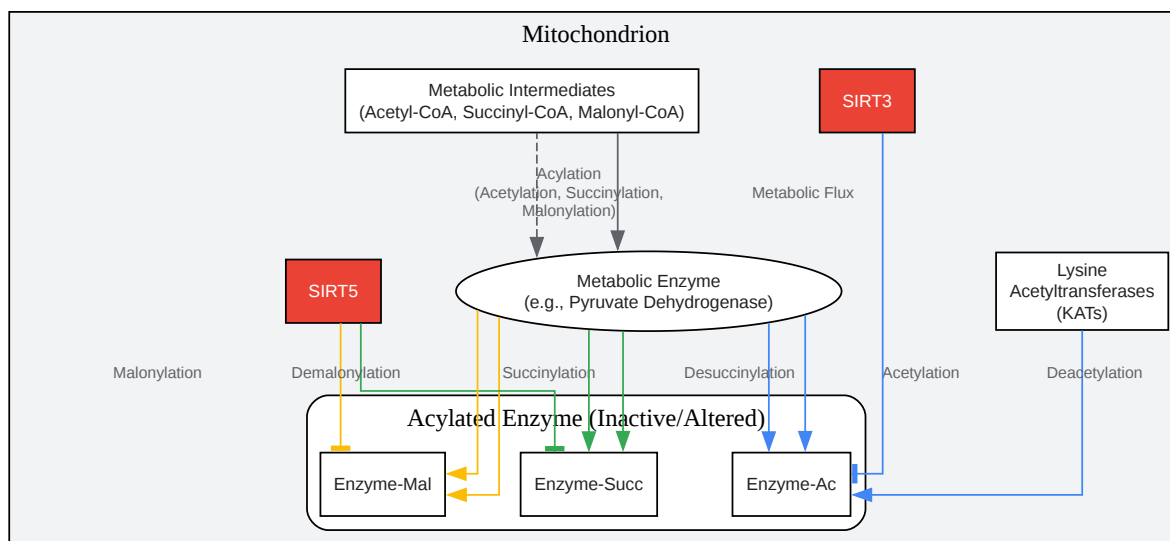 Mitochondrion
Metabolic Intermediates
(Acetyl-CoA, Succinyl-CoA, Malonyl-CoA)
SIRT3
Acylation
(Acetylation, Succinylation,
Malonylation)
Metabolic Flux
SIRT5
Metabolic Enzyme
(e.g., Pyruvate Dehydrogenase)
Lysine
Acetyltransferases
(KATs)
Malonylation
Demalonylation
Succinylation
Desuccinylation
Acetylation
Deacetylation
Acylated Enzyme (Inactive/Altered)
Enzyme-Mal
Enzyme-Succ
Enzyme-Ac